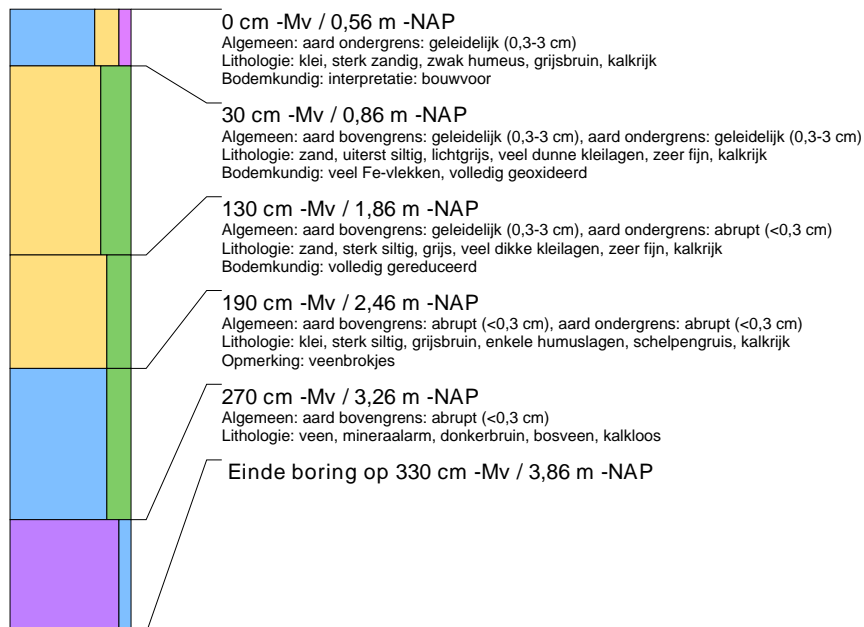 0 cm -Mv / 0,56 m -NAP
Algemeen: aard ondergrens: geleidelijk (0,3-3 cm)
Lithologie: klei, sterk zandig, zwak humeus, grijsbruin, kalkrijk
Bodemkundig: interpretatie: bouwvoor
30 cm -Mv / 0,86 m -NAP
Algemeen: aard bovengrens: geleidelijk (0,3-3 cm), aard ondergrens: geleidelijk (0,3-3 cm)
Lithologie: zand, uiterst siltig, lichtgrijs, veel dunne kleilagen, zeer fijn, kalkrijk
Bodemkundig: veel Fe-vlekken, volledig geoxideerd
130 cm -Mv / 1,86 m -NAP
Algemeen: aard bovengrens: geleidelijk (0,3-3 cm), aard ondergrens: abrupt (<0,3 cm)
Lithologie: zand, sterk siltig, grijs, veel dikke kleilagen, zeer fijn, kalkrijk
Bodemkundig: volledig gereduceerd
190 cm -Mv / 2,46 m -NAP
Algemeen: aard bovengrens: abrupt (<0,3 cm), aard ondergrens: abrupt (<0,3 cm)
Lithologie: klei, sterk siltig, grijsbruin, enkele humuslagen, schelpengruis, kalkrijk
Opmerking: veenbrokjes
270 cm -Mv / 3,26 m -NAP
Algemeen: aard bovengrens: abrupt (<0,3 cm)
Lithologie: veen, mineraalarm, donkerbruin, bosveen, kalkloos
Einde boring op 330 cm -Mv / 3,86 m -NAP